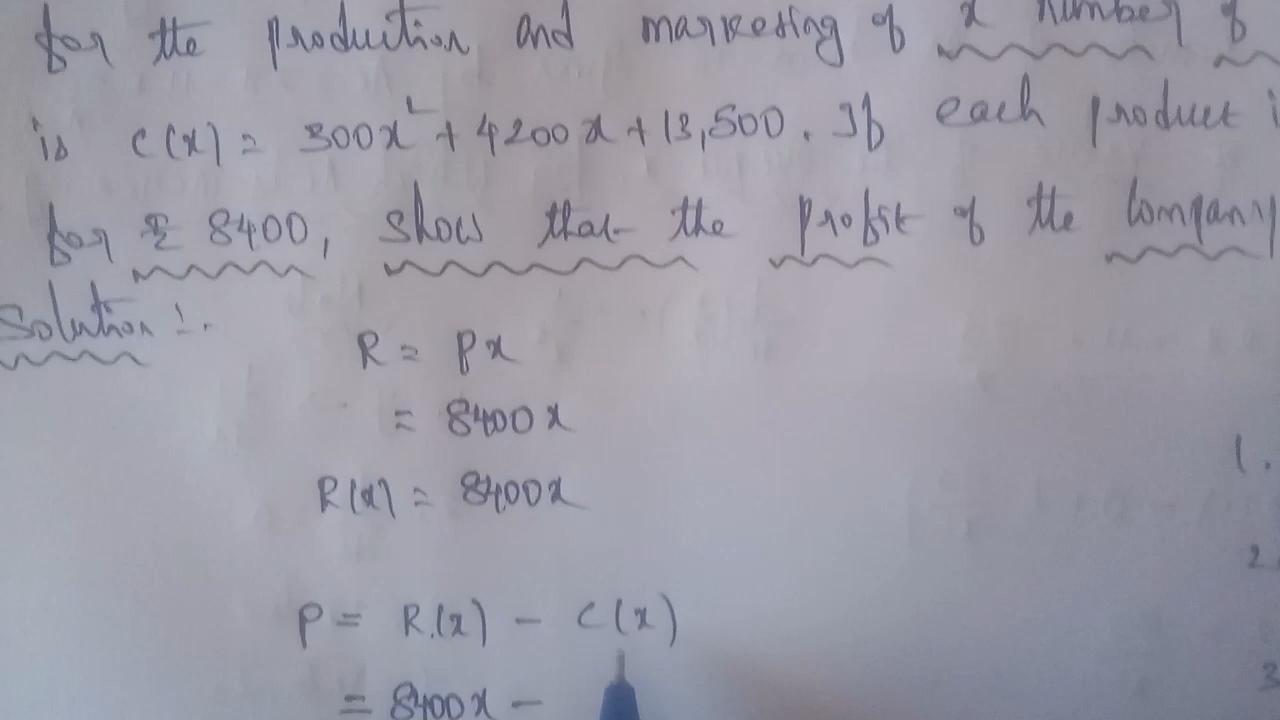 for the production and marketing of x number of
is C(x) = 300x² + 4200x + 13,500. If each product i
for ₹ 8400, show that the profit of the Company
Solution :.
R = Px
= 8400x
R(x) = 8400x
1.
2
P = R(x) - C(x)
3
= 8400x -